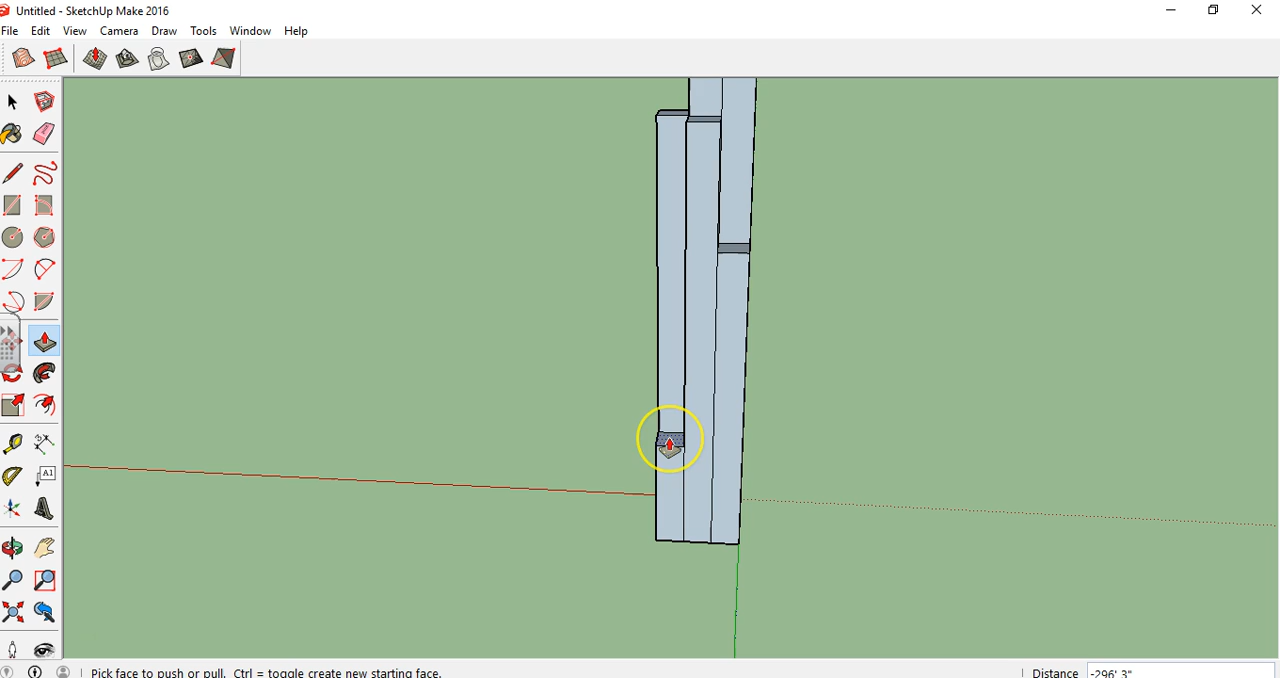 Untitled - SketchUp Make 2016
File Edit View Camera Draw Tools Window Help
A1
Pick face to push or pull. Ctrl = toggle create new starting face.
Distance -296' 3"